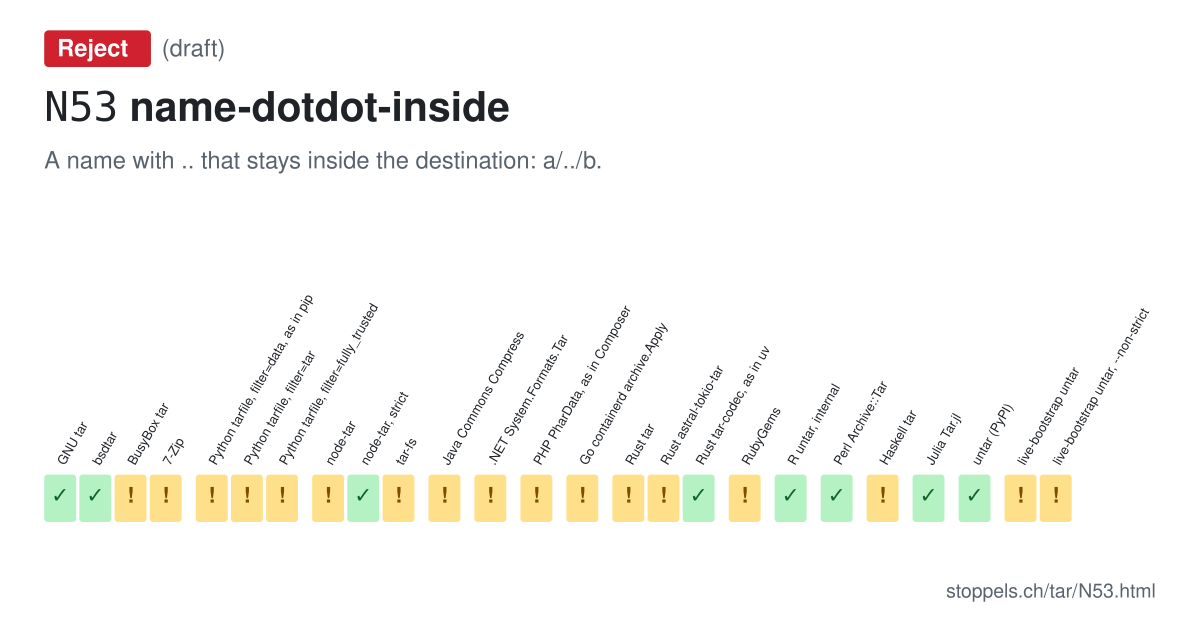 Reject (draft)
N53 name-dotdot-inside
A name with .. that stays inside the destination: a/../b.
GNU tar
bsdtar
BusyBox tar
7-Zip
Python tarfile, filter=data, as in pip
Python tarfile, filter=tar
Python tarfile, filter=fully_trusted
node-tar
node-tar, strict
tar-fs
Java Commons Compress
.NET System.Formats.Tar
PHP PharData, as in Composer
Go containerd archive.Apply
Rust tar
Rust astral-tokio-tar
Rust tar-codec, as in uv
RubyGems
R untar, internal
Perl Archive::Tar
Haskell tar
Julia Tar.jl
untar (PyPI)
live-bootstrap untar
live-bootstrap untar, --non-strict
✓ ✓ ! ! ! ! ! ! ✓ ! ! ! ! ! ! ! ✓ ! ✓ ✓ ! ✓ ✓ ! !
stoppels.ch/tar/N53.html